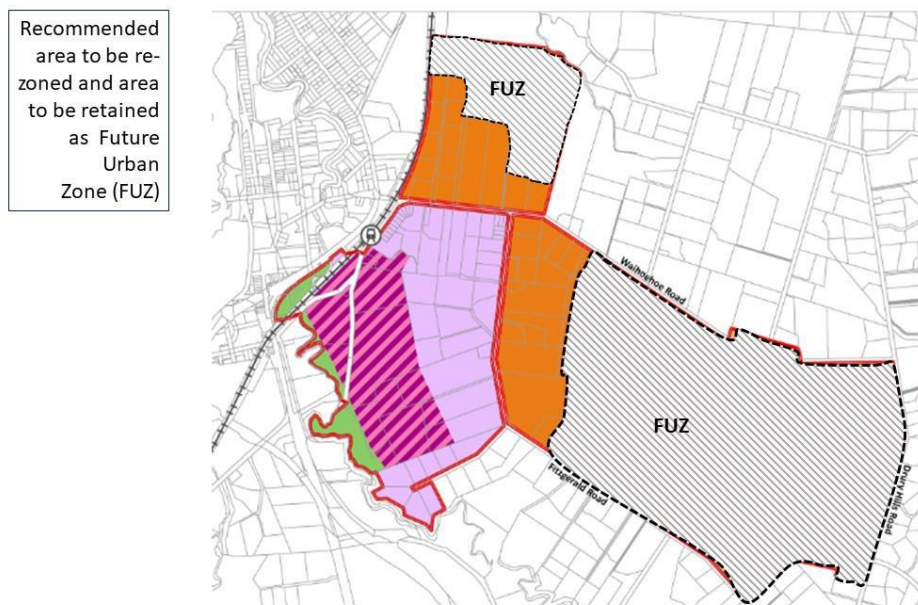 Recommended
area to be re-
zoned and area
to be retained
as Future
Urban
Zone (FUZ)
FUZ
Waihoehoe Road
FUZ
Fitzgerald Road
Drury Hills Road